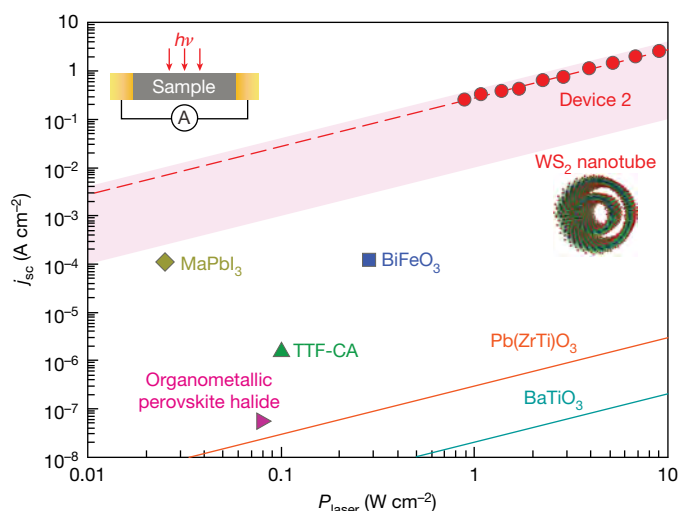 10
1
10⁻¹
10⁻²
10⁻³
10⁻⁴
10⁻⁵
10⁻⁶
10⁻⁷
10⁻⁸
j_sc (A cm⁻²)
hν
Sample
A
Device 2
WS₂ nanotube
MaPbI₃
BiFeO₃
TTF-CA
Pb(ZrTi)O₃
Organometallic
perovskite halide
BaTiO₃
0.01 0.1 1 10
P_laser (W cm⁻²)